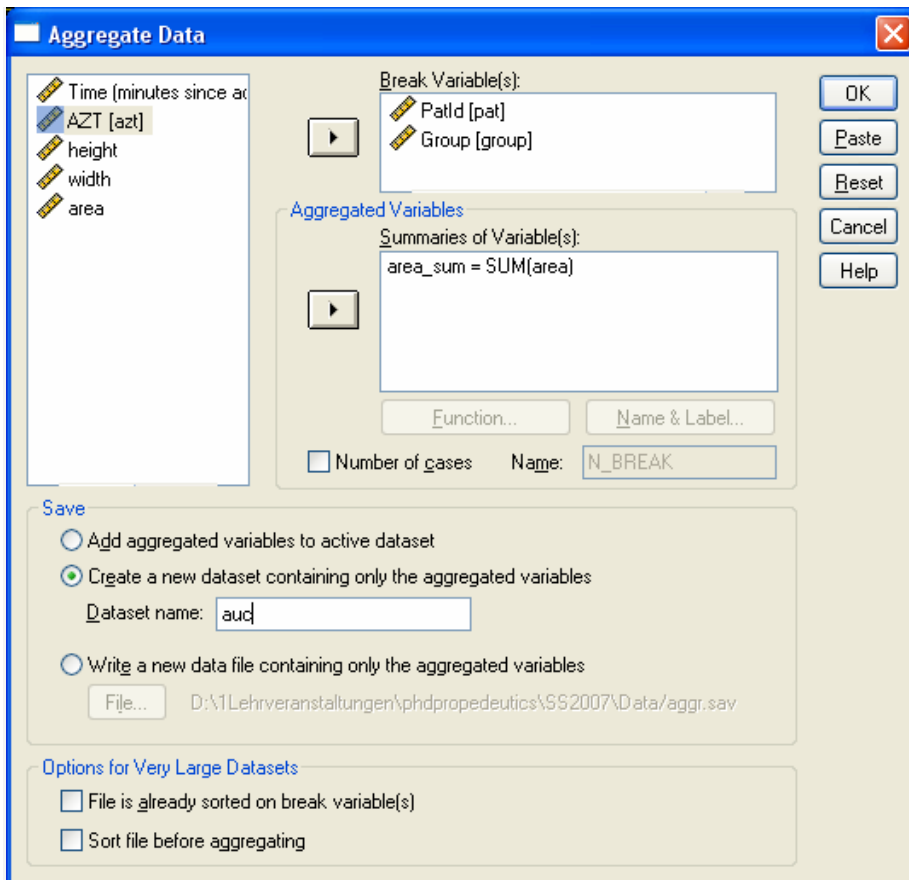 Aggregate Data
Time (minutes since ad
AZT [azt]
height
width
area
Break Variable(s):
PatId [pat]
Group [group]
Aggregated Variables
Summaries of Variable(s):
area_sum = SUM(area)
Function...
Name & Label...
Number of cases
Name:
N_BREAK
OK
Paste
Reset
Cancel
Help
Save
Add aggregated variables to active dataset
Create a new dataset containing only the aggregated variables
Dataset name:
auc
Write a new data file containing only the aggregated variables
File...
D:\1Lehrveranstaltungen\phdpropedeutics\SS2007\Data/aggr.sav
Options for Very Large Datasets
File is already sorted on break variable(s)
Sort file before aggregating